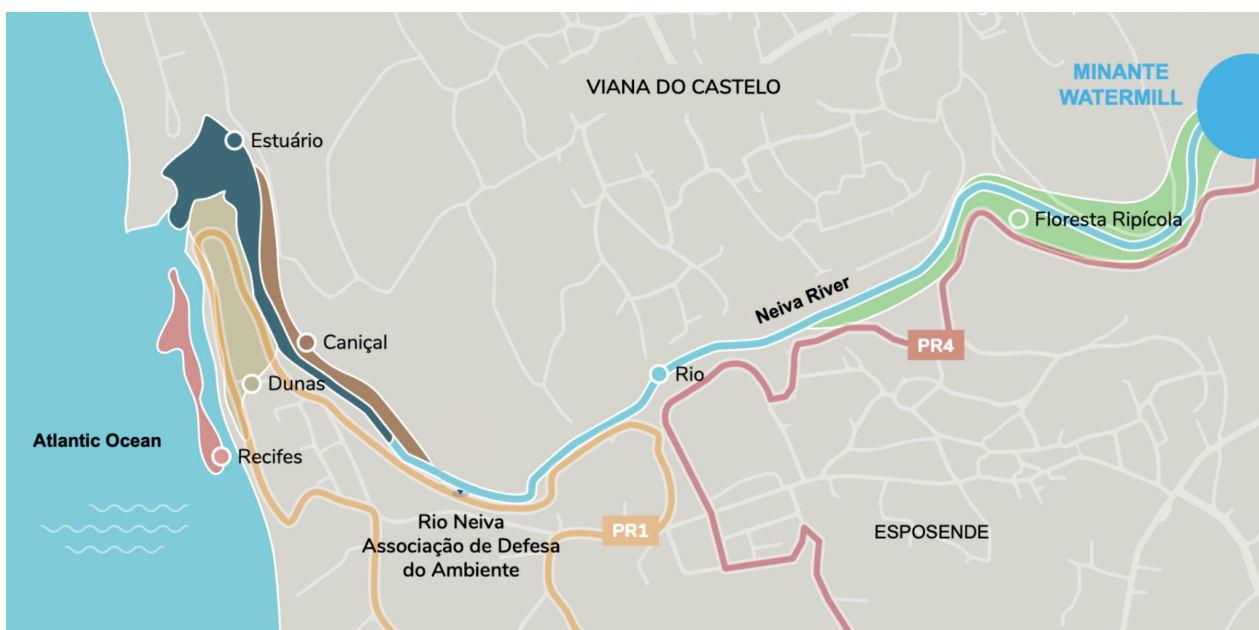 VIANA DO CASTELO
MINANTE
WATERMILL
Estuário
Floresta Ripícola
Neiva River
Caniçal
PR4
Rio
Dunas
Atlantic Ocean
Recifes
Rio Neiva
Associação de Defesa
do Ambiente
PR1
ESPOSENDE